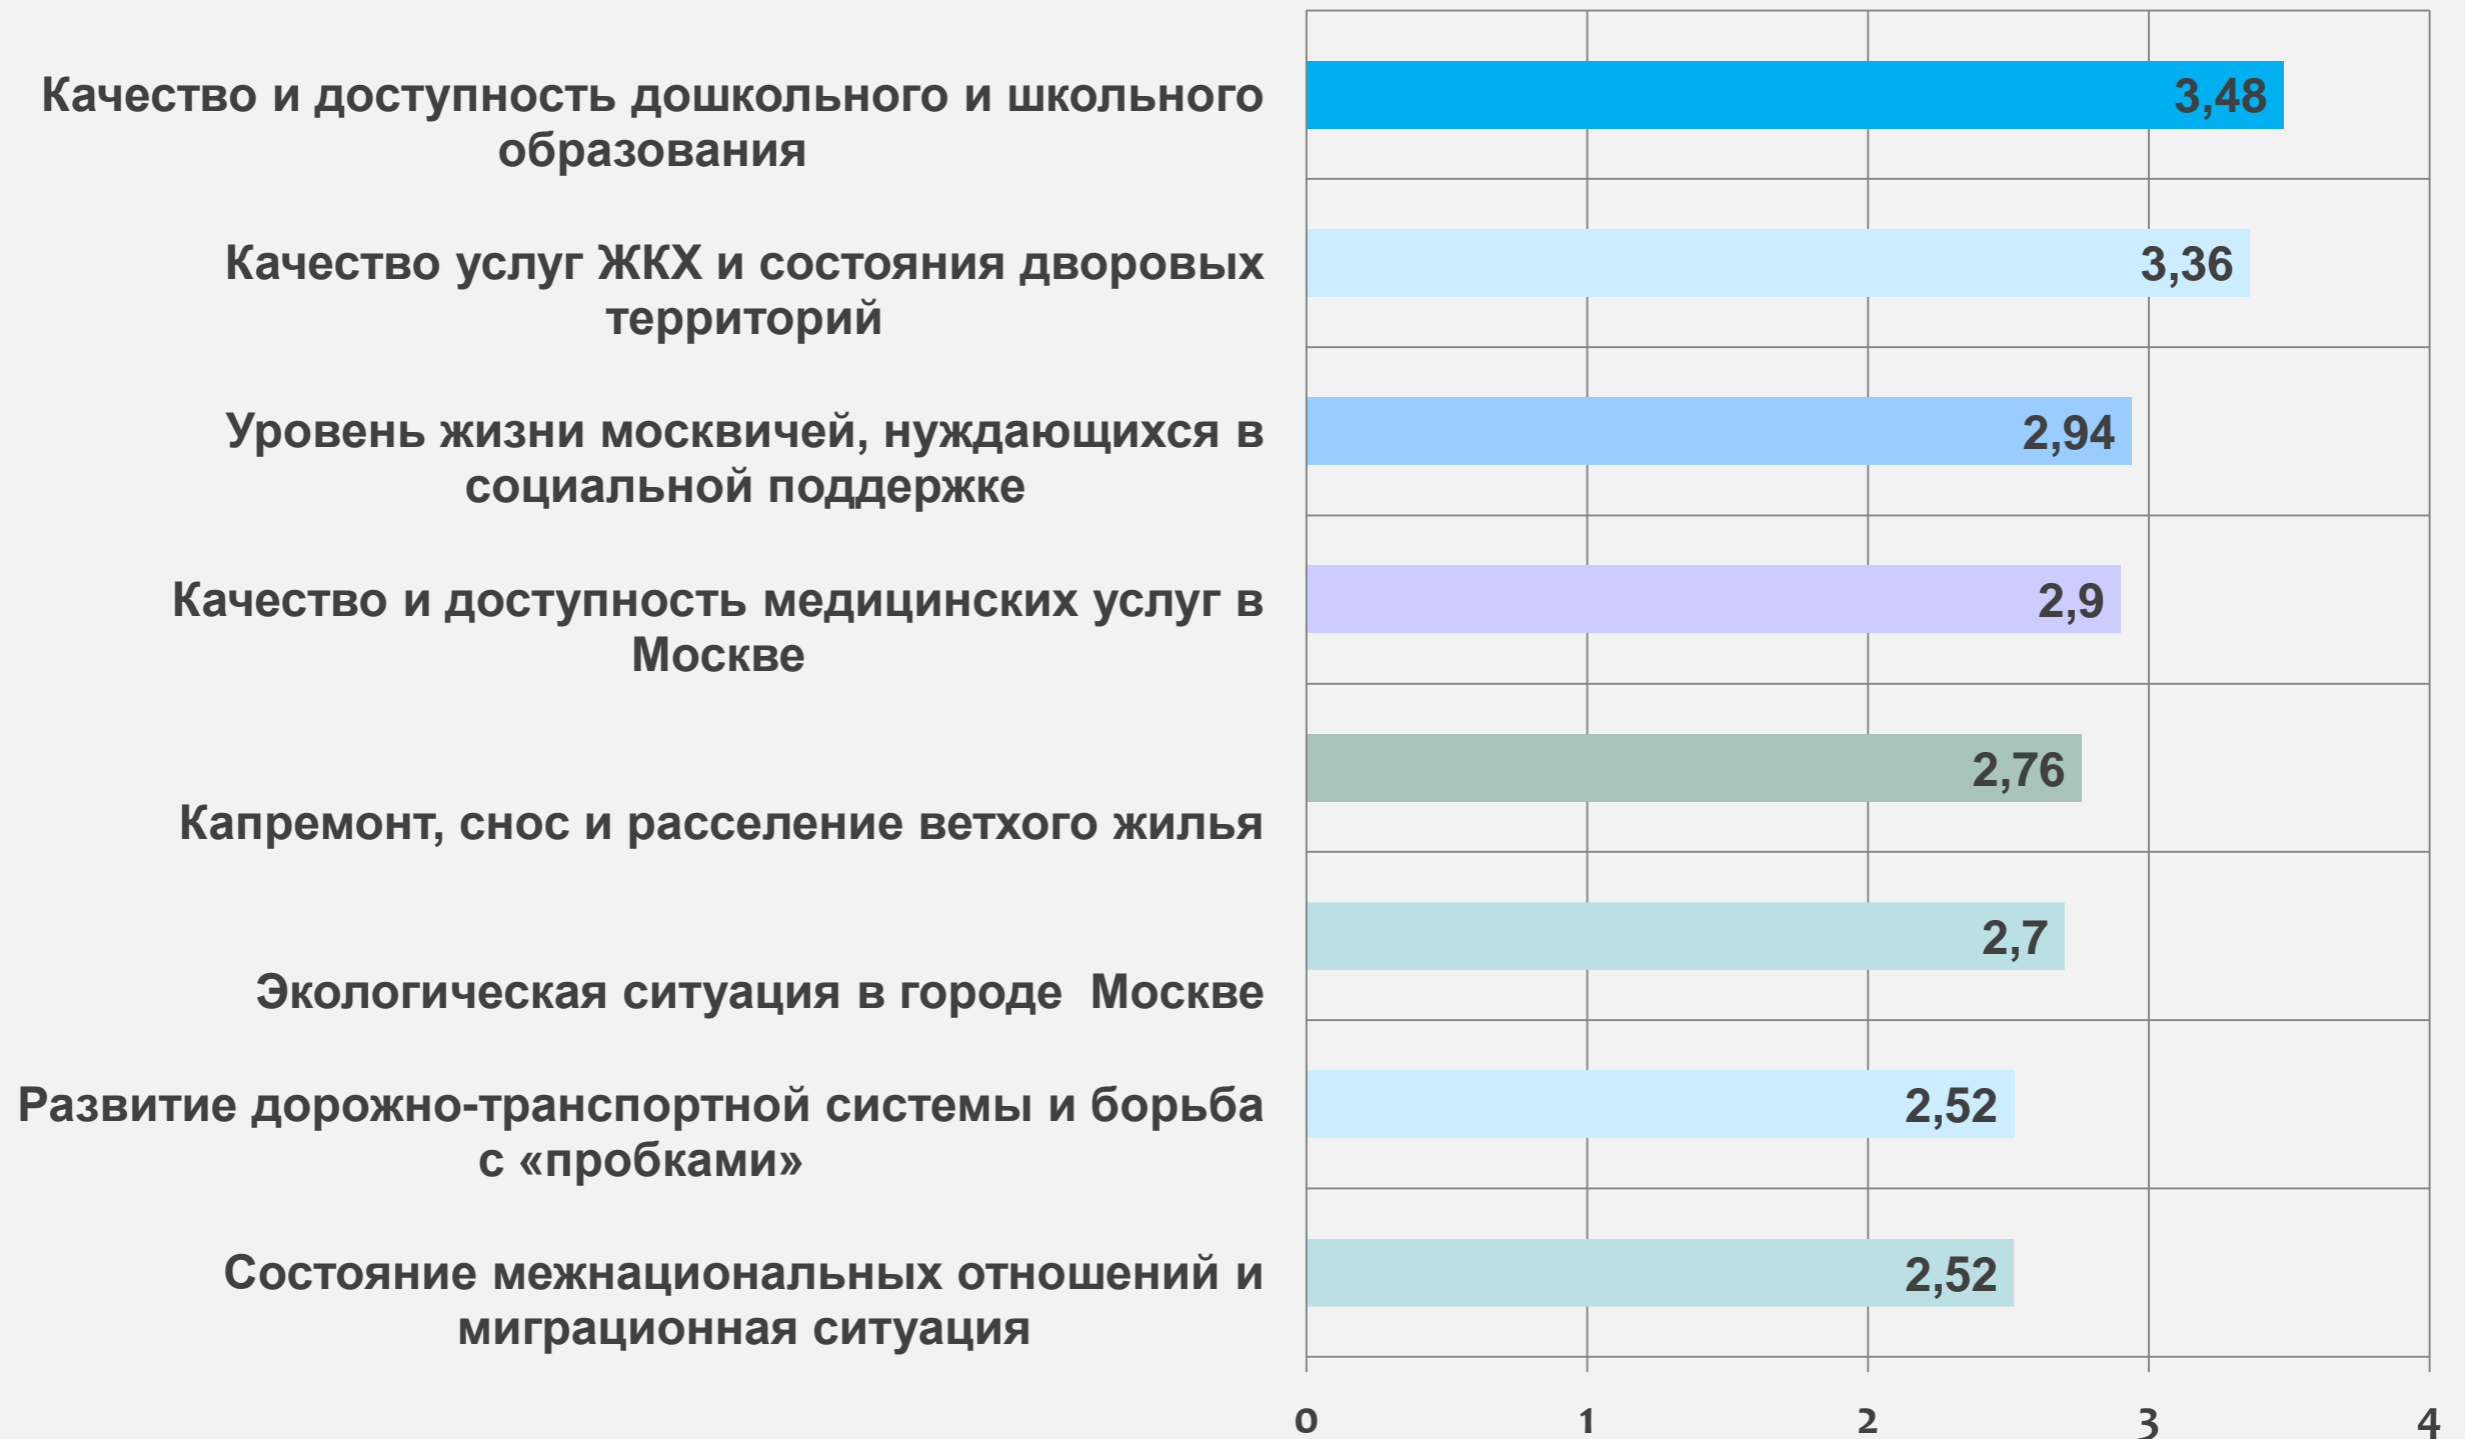 Качество и доступность дошкольного и школьного
образования
3,48
Качество услуг ЖКХ и состояния дворовых
территорий
3,36
Уровень жизни москвичей, нуждающихся в
социальной поддержке
2,94
Качество и доступность медицинских услуг в
Москве
2,9
Капремонт, снос и расселение ветхого жилья
2,76
Экологическая ситуация в городе  Москве
2,7
Развитие дорожно-транспортной системы и борьба
с «пробками»
2,52
Состояние межнациональных отношений и
миграционная ситуация
2,52
0 1 2 3 4